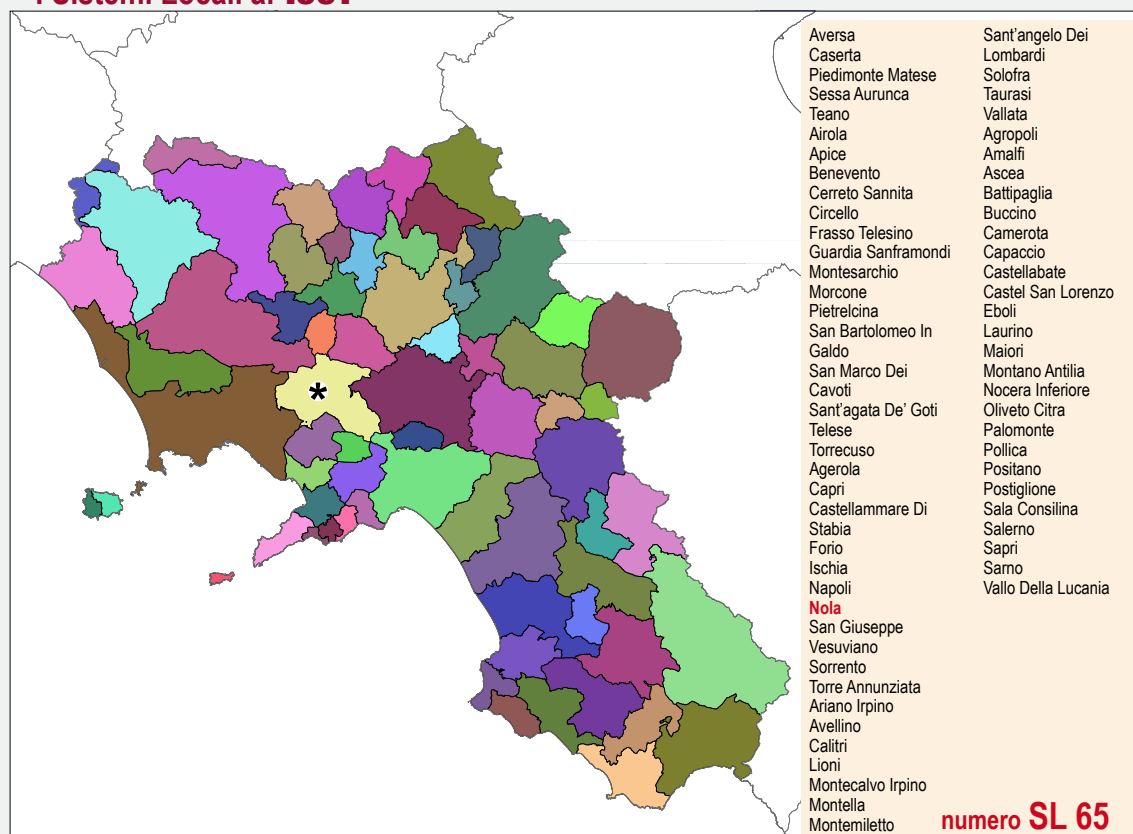 Aversa
Caserta
Piedimonte Matese
Sessa Aurunca
Teano
Airola
Apice
Benevento
Cerreto Sannita
Circello
Frasso Telesino
Guardia Sanframondi
Montesarchio
Morcone
Pietrelcina
San Bartolomeo In
Galdo
San Marco Dei
Cavoti
Sant'agata De' Goti
Telese
Torrecuso
Agerola
Capri
Castellammare Di
Stabia
Forio
Ischia
Napoli
Nola
San Giuseppe
Vesuviano
Sorrento
Torre Annunziata
Ariano Irpino
Avellino
Calitri
Lioni
Montecalvo Irpino
Montella
Montemiletto
Sant'angelo Dei
Lombardi
Solofra
Taurasi
Vallata
Agropoli
Amalfi
Ascea
Battipaglia
Buccino
Camerota
Capaccio
Castellabate
Castel San Lorenzo
Eboli
Laurino
Maiori
Montano Antilia
Nocera Inferiore
Oliveto Citra
Palomonte
Pollica
Positano
Postiglione
Sala Consilina
Salerno
Sapri
Sarno
Vallo Della Lucania
numero SL 65
*